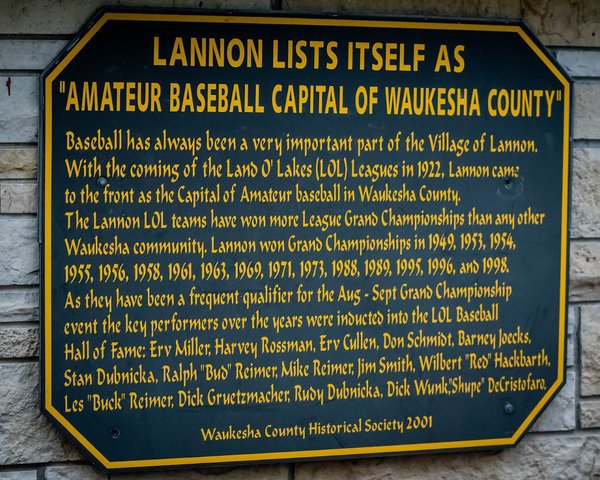 LANNON LISTS ITSELF AS
"AMATEUR BASEBALL CAPITAL OF WAUKESHA COUNTY"
Baseball has always been a very important part of the Village of Lannon.
With the coming of the Land O' Lakes (LOL) Leagues in 1922, Lannon came
to the front as the Capital of Amateur baseball in Waukesha County.
The Lannon LOL teams have won more League Grand Championships than any other
Waukesha community. Lannon won Grand Championships in 1949, 1953, 1954,
1955, 1956, 1958, 1961, 1963, 1969, 1971, 1973, 1988, 1989, 1995, 1996, and 1998.
As they have been a frequent qualifier for the Aug - Sept Grand Championship
event the key performers over the years were inducted into the LOL Baseball
Hall of Fame: Erv Miller, Harvey Rossman, Erv Cullen, Don Schmidt, Barney Joecks,
Stan Dubnicka, Ralph "Bud" Reimer, Mike Reimer, Jim Smith, Wilbert "Red" Hackbarth,
Les "Buck" Reimer, Dick Gruetzmacher, Rudy Dubnicka, Dick Wunk,"Shupe" DeCristofaro.
Waukesha County Historical Society 2001